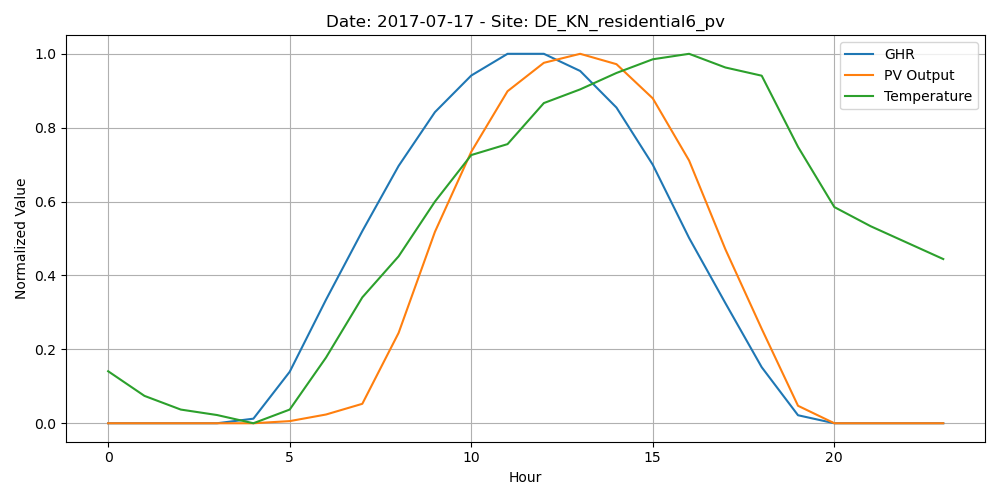 Date: 2017-07-17 - Site: DE_KN_residential6_pv
GHR
PV Output
Temperature
1.0
0.8
0.6
0.4
0.2
0.0
Normalized Value
0 5 10 15 20
Hour